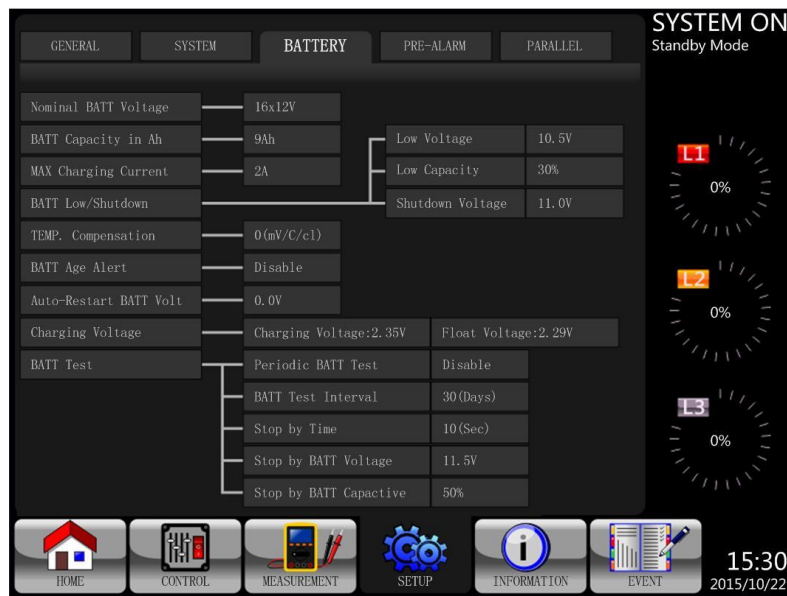 SYSTEM ON
Standby Mode
GENERAL SYSTEM BATTERY PRE-ALARM PARALLEL
Nominal BATT Voltage 16x12V
BATT Capacity in Ah 9Ah Low Voltage 10.5V
MAX Charging Current 2A Low Capacity 30%
BATT Low/Shutdown Shutdown Voltage 11.0V
TEMP. Compensation 0(mV/C/cl)
BATT Age Alert Disable
Auto-Restart BATT Volt 0.0V
Charging Voltage Charging Voltage:2.35V Float Voltage:2.29V
BATT Test Periodic BATT Test Disable
BATT Test Interval 30(Days)
Stop by Time 10(Sec)
Stop by BATT Voltage 11.5V
Stop by BATT Capactive 50%
L1
0%
L2
0%
L3
0%
HOME CONTROL MEASUREMENT SETUP INFORMATION EVENT
15:30
2015/10/22